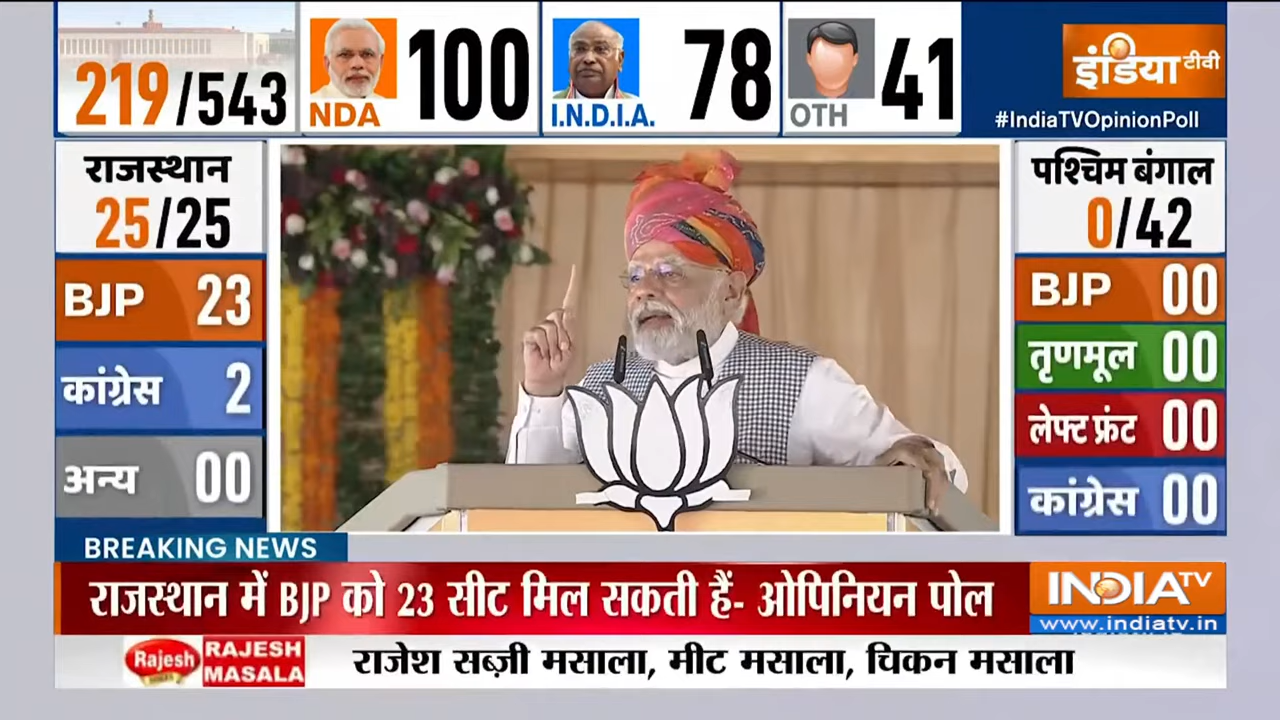 219/543
NDA 100
I.N.D.I.A. 78
OTH 41
इंडिया टीवी
#IndiaTVOpinionPoll
राजस्थान
25/25
BJP 23
कांग्रेस 2
अन्य 00
पश्चिम बंगाल
0/42
BJP 00
तृणमूल 00
लेफ्ट फ्रंट 00
कांग्रेस 00
BREAKING NEWS
राजस्थान में BJP को 23 सीट मिल सकती हैं- ओपिनियन पोल
INDIA TV
www.indiatv.in
Rajesh
RAJESH
MASALA
राजेश सब्ज़ी मसाला, मीट मसाला, चिकन मसाला